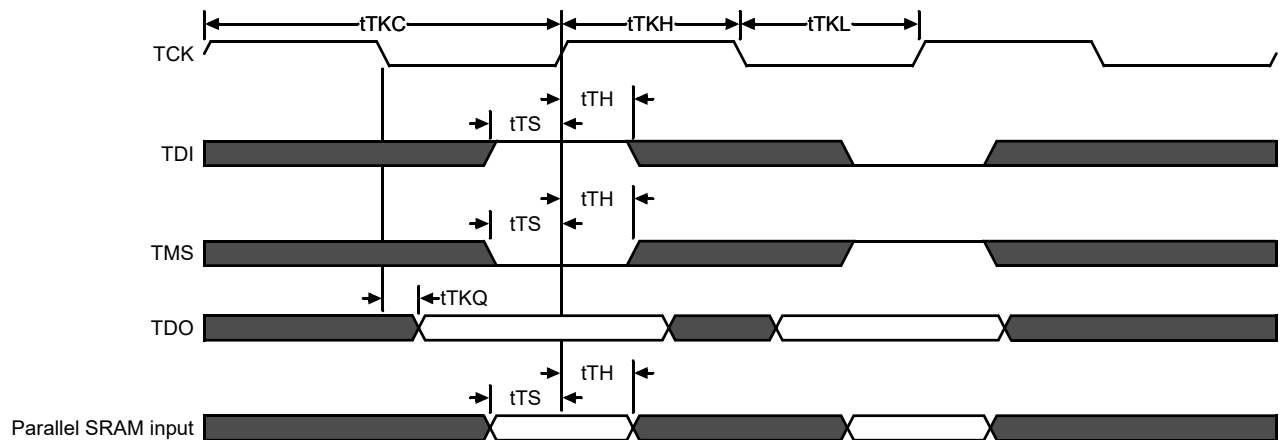 tTKC tTKH tTKL
TCK
tTH
tTS
TDI
tTH
tTS
TMS
tTKQ
TDO
tTH
tTS
Parallel SRAM input